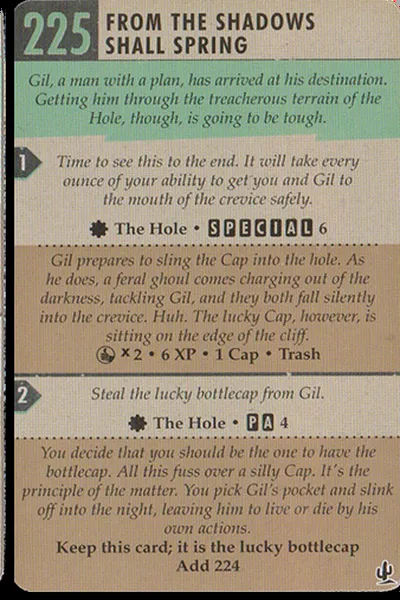 225 FROM THE SHADOWS
SHALL SPRING
Gil, a man with a plan, has arrived at his destination.
Getting him through the treacherous terrain of the
Hole, though, is going to be tough.
1 Time to see this to the end. It will take every
ounce of your ability to get you and Gil to
the mouth of the crevice safely.
The Hole • SPECIAL 6
Gil prepares to sling the Cap into the hole. As
he does, a feral ghoul comes charging out of the
darkness, tackling Gil, and they both fall silently
into the crevice. Huh. The lucky Cap, however, is
sitting on the edge of the cliff.
x 2 • 6 XP • 1 Cap • Trash
2 Steal the lucky bottlecap from Gil.
The Hole • PA 4
You decide that you should be the one to have the
bottlecap. All this fuss over a silly Cap. It's the
principle of the matter. You pick Gil's pocket and slink
off into the night, leaving him to live or die by his
own actions.
Keep this card; it is the lucky bottlecap
Add 224